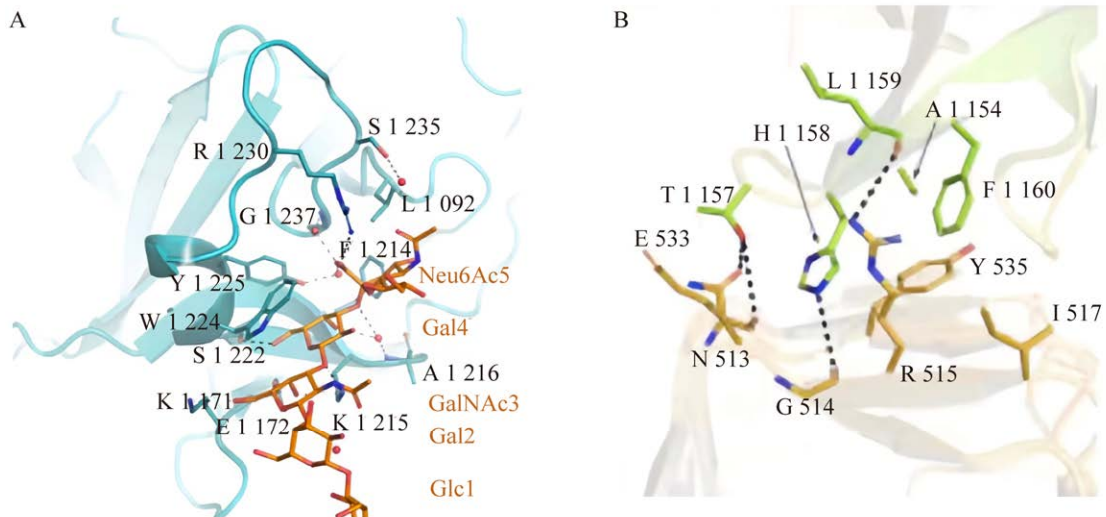 A
S 1 235
R 1 230
L 1 092
G 1 237
F 1 214
Neu6Ac5
Y 1 225
Gal4
W 1 224
S 1 222
A 1 216
K 1 171
GalNAc3
E 1 172
K 1 215
Gal2
Glc1
B
L 1 159
A 1 154
H 1 158
T 1 157
F 1 160
E 533
Y 535
I 517
N 513
R 515
G 514